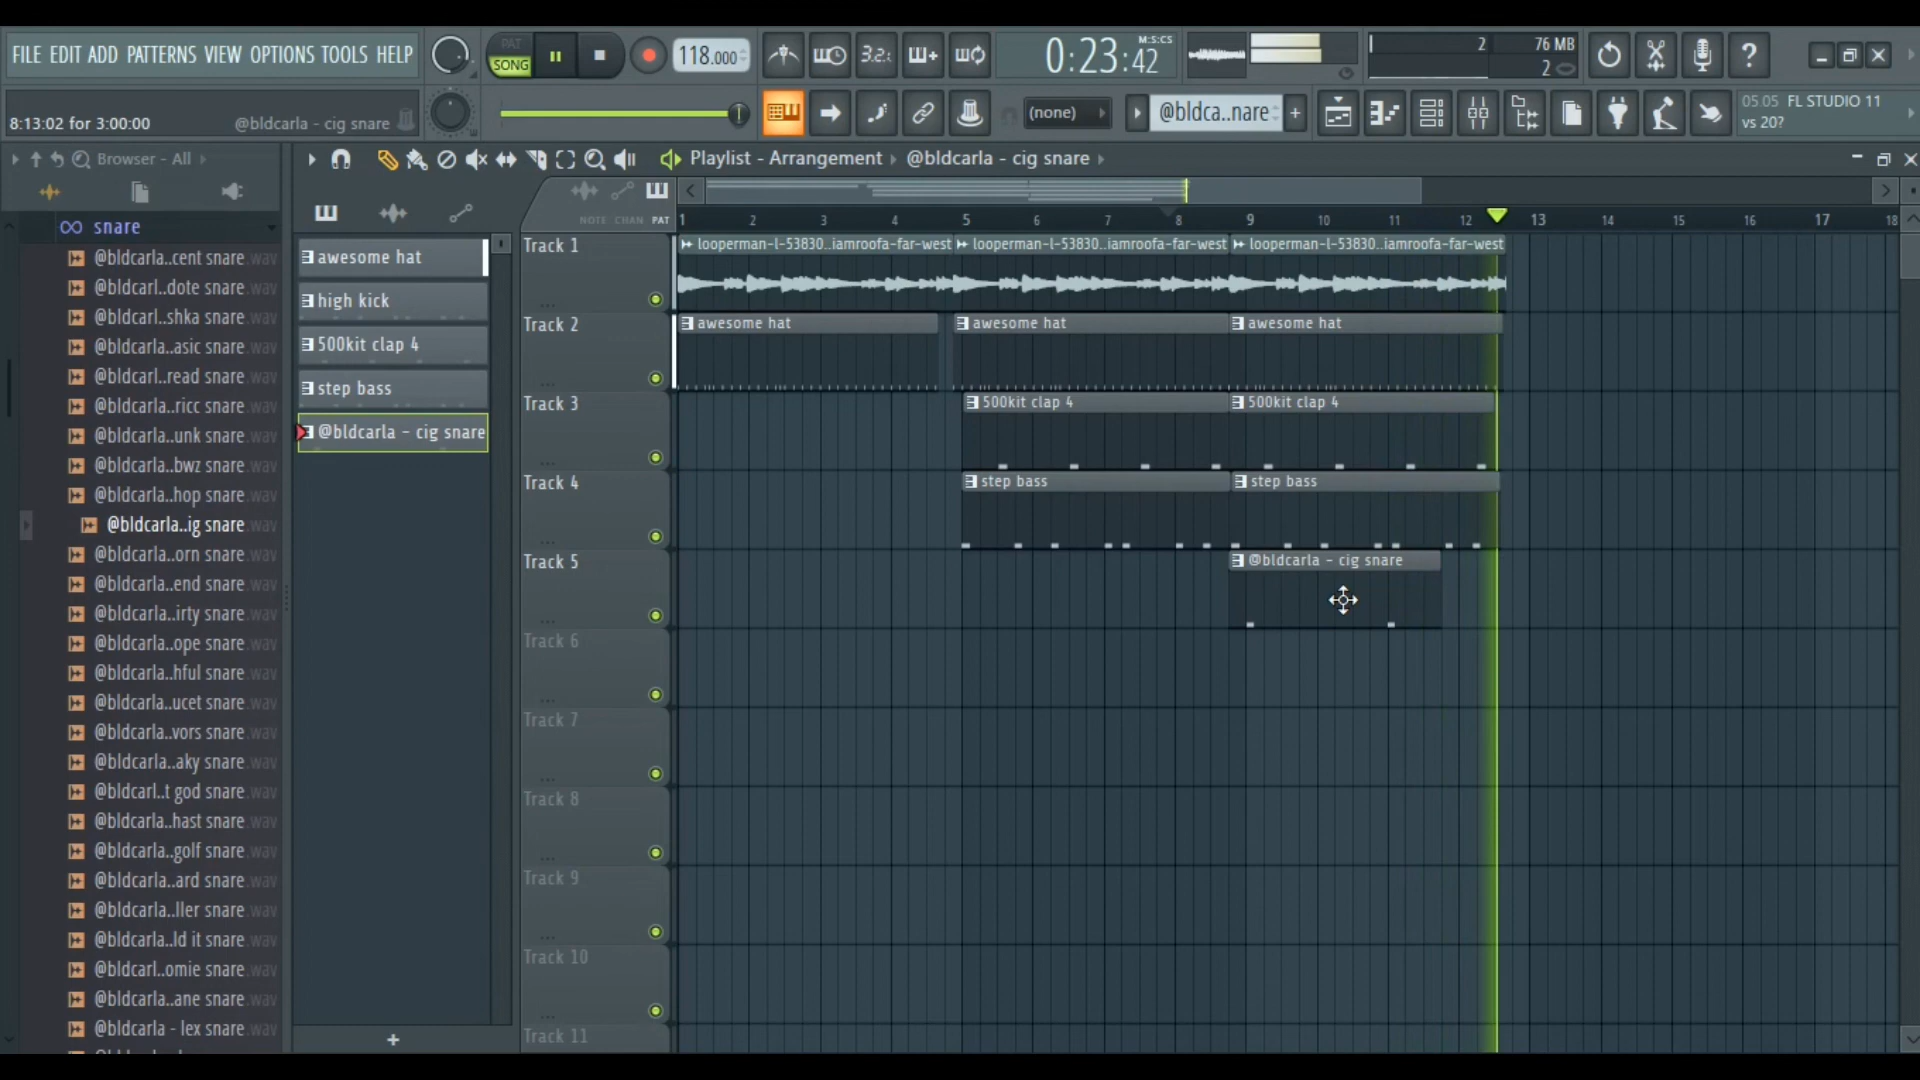 FILE EDIT ADD PATTERNS VIEW OPTIONS TOOLS HELP
PAT
SONG
118.000
3.2:
0:23:42
M:S:CS
2
76 MB
2
8:13:02 for 3:00:00
@bldcarla - cig snare
(none)
@bldca..nare
05.05 FL STUDIO 11
vs 20?
Browser - All
Playlist - Arrangement
@bldcarla - cig snare
NOTE CHAN PAT
1 2 3 4 5 6 7 8 9 10 11 12 13 14 15 16 17 18
snare
@bldcarla..cent snare.wav
@bldcarl..dote snare.wav
@bldcarl..shka snare.wav
@bldcarla..asic snare.wav
@bldcarl..read snare.wav
@bldcarla..ricc snare.wav
@bldcarla..unk snare.wav
@bldcarla..bwz snare.wav
@bldcarla..hop snare.wav
@bldcarla..ig snare.wav
@bldcarla..orn snare.wav
@bldcarla..end snare.wav
@bldcarla..irty snare.wav
@bldcarla..ope snare.wav
@bldcarla..hful snare.wav
@bldcarla..ucet snare.wav
@bldcarla..vors snare.wav
@bldcarla..aky snare.wav
@bldcarl..t god snare.wav
@bldcarla..hast snare.wav
@bldcarla..golf snare.wav
@bldcarla..ard snare.wav
@bldcarla..ller snare.wav
@bldcarla..ld it snare.wav
@bldcarl..omie snare.wav
@bldcarla..ane snare.wav
@bldcarla - lex snare.wav
awesome hat
high kick
500kit clap 4
step bass
@bldcarla - cig snare
Track 1
looperman-l-53830..iamroofa-far-west
looperman-l-53830..iamroofa-far-west
looperman-l-53830..iamroofa-far-west
Track 2
awesome hat
awesome hat
awesome hat
Track 3
500kit clap 4
500kit clap 4
Track 4
step bass
step bass
Track 5
@bldcarla - cig snare
Track 6
Track 7
Track 8
Track 9
Track 10
Track 11